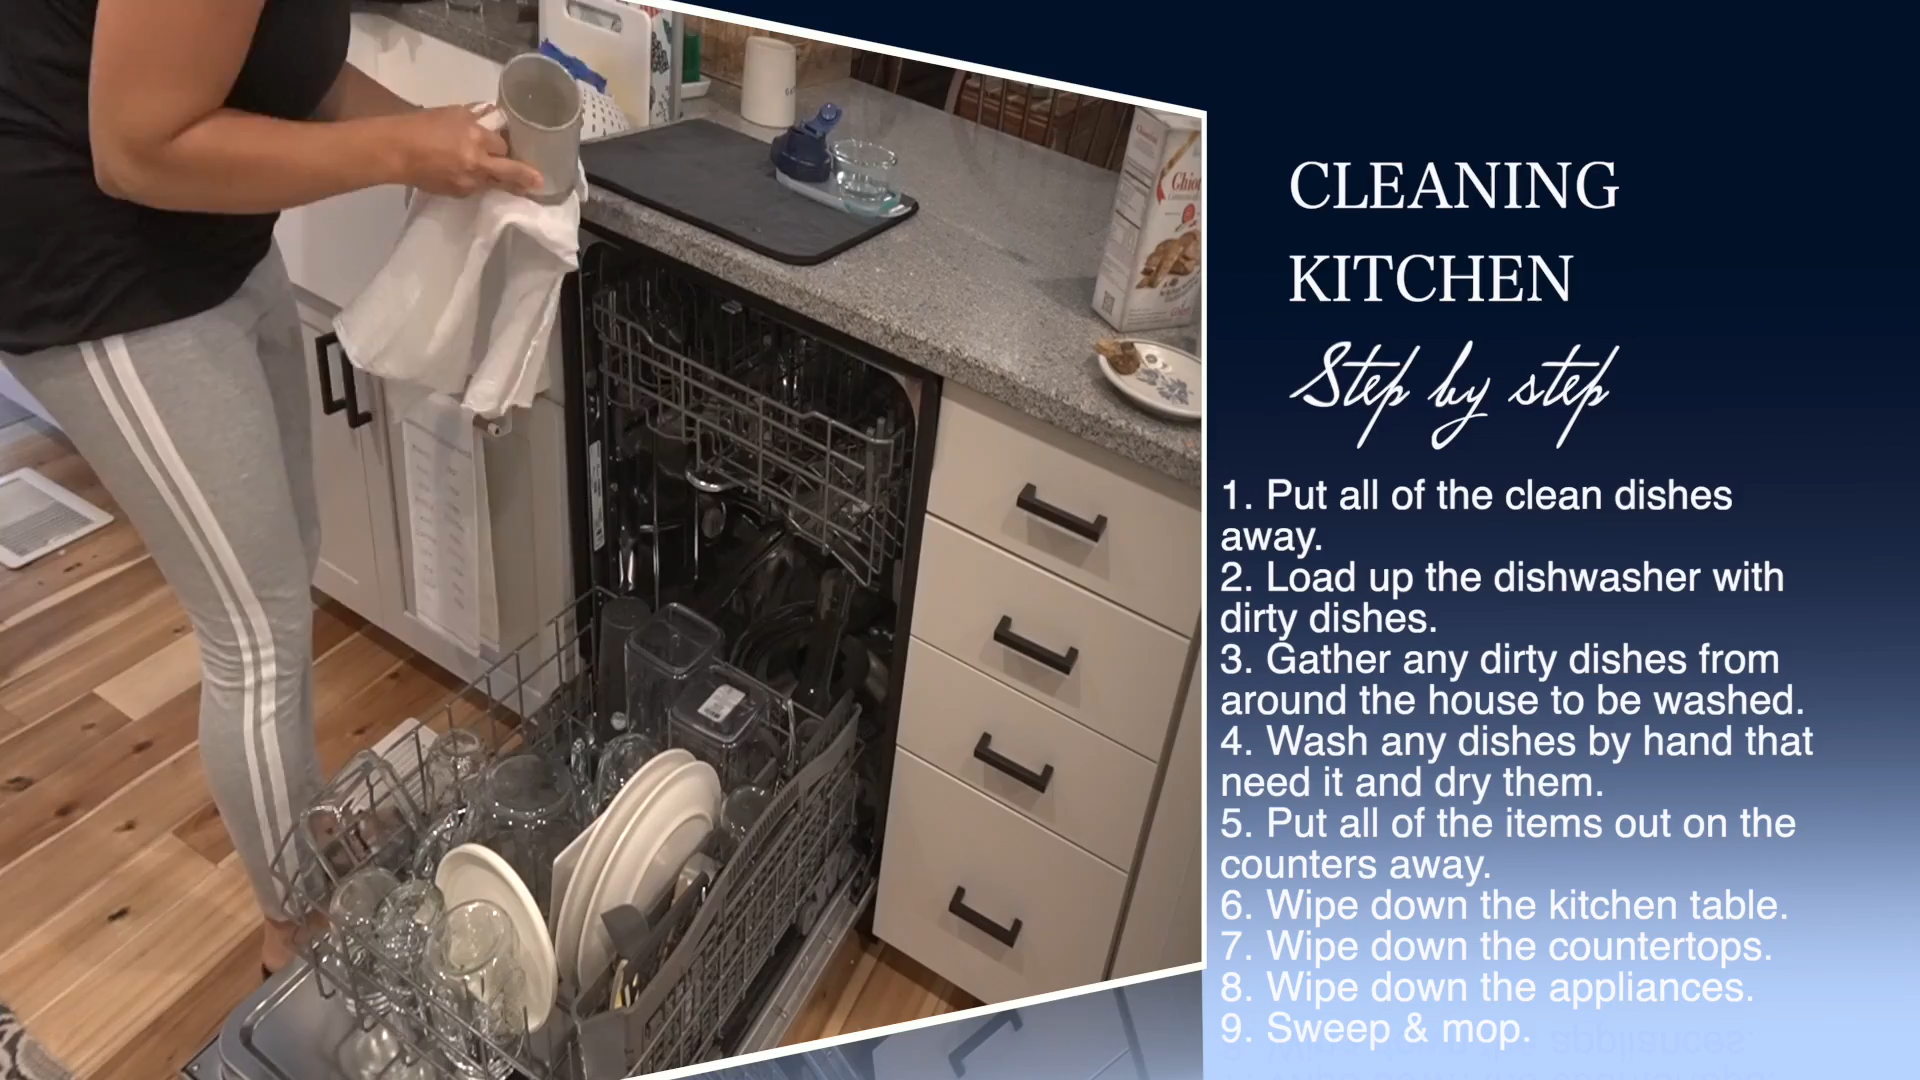 CLEANING
KITCHEN
Step by step
1. Put all of the clean dishes
away.
2. Load up the dishwasher with
dirty dishes.
3. Gather any dirty dishes from
around the house to be washed.
4. Wash any dishes by hand that
need it and dry them.
5. Put all of the items out on the
counters away.
6. Wipe down the kitchen table.
7. Wipe down the countertops.
8. Wipe down the appliances.
9. Sweep & mop.